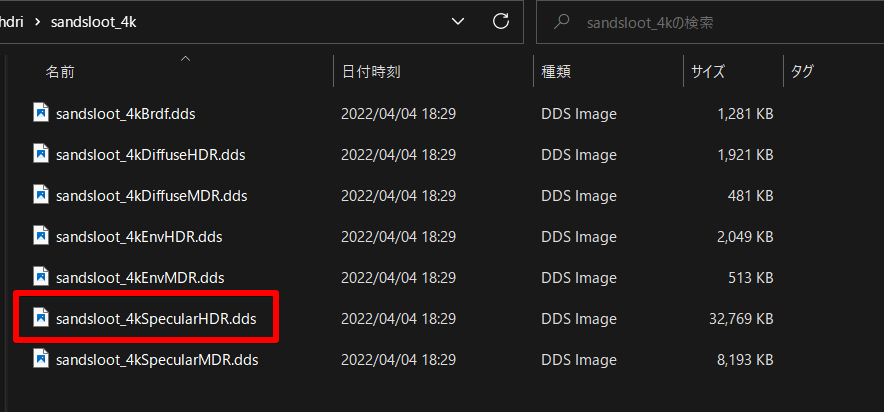 hdri › sandsloot_4k
sandsloot_4kの検索
名前 日付時刻 種類 サイズ タグ
sandsloot_4kBrdf.dds 2022/04/04 18:29 DDS Image 1,281 KB
sandsloot_4kDiffuseHDR.dds 2022/04/04 18:29 DDS Image 1,921 KB
sandsloot_4kDiffuseMDR.dds 2022/04/04 18:29 DDS Image 481 KB
sandsloot_4kEnvHDR.dds 2022/04/04 18:29 DDS Image 2,049 KB
sandsloot_4kEnvMDR.dds 2022/04/04 18:29 DDS Image 513 KB
sandsloot_4kSpecularHDR.dds 2022/04/04 18:29 DDS Image 32,769 KB
sandsloot_4kSpecularMDR.dds 2022/04/04 18:29 DDS Image 8,193 KB